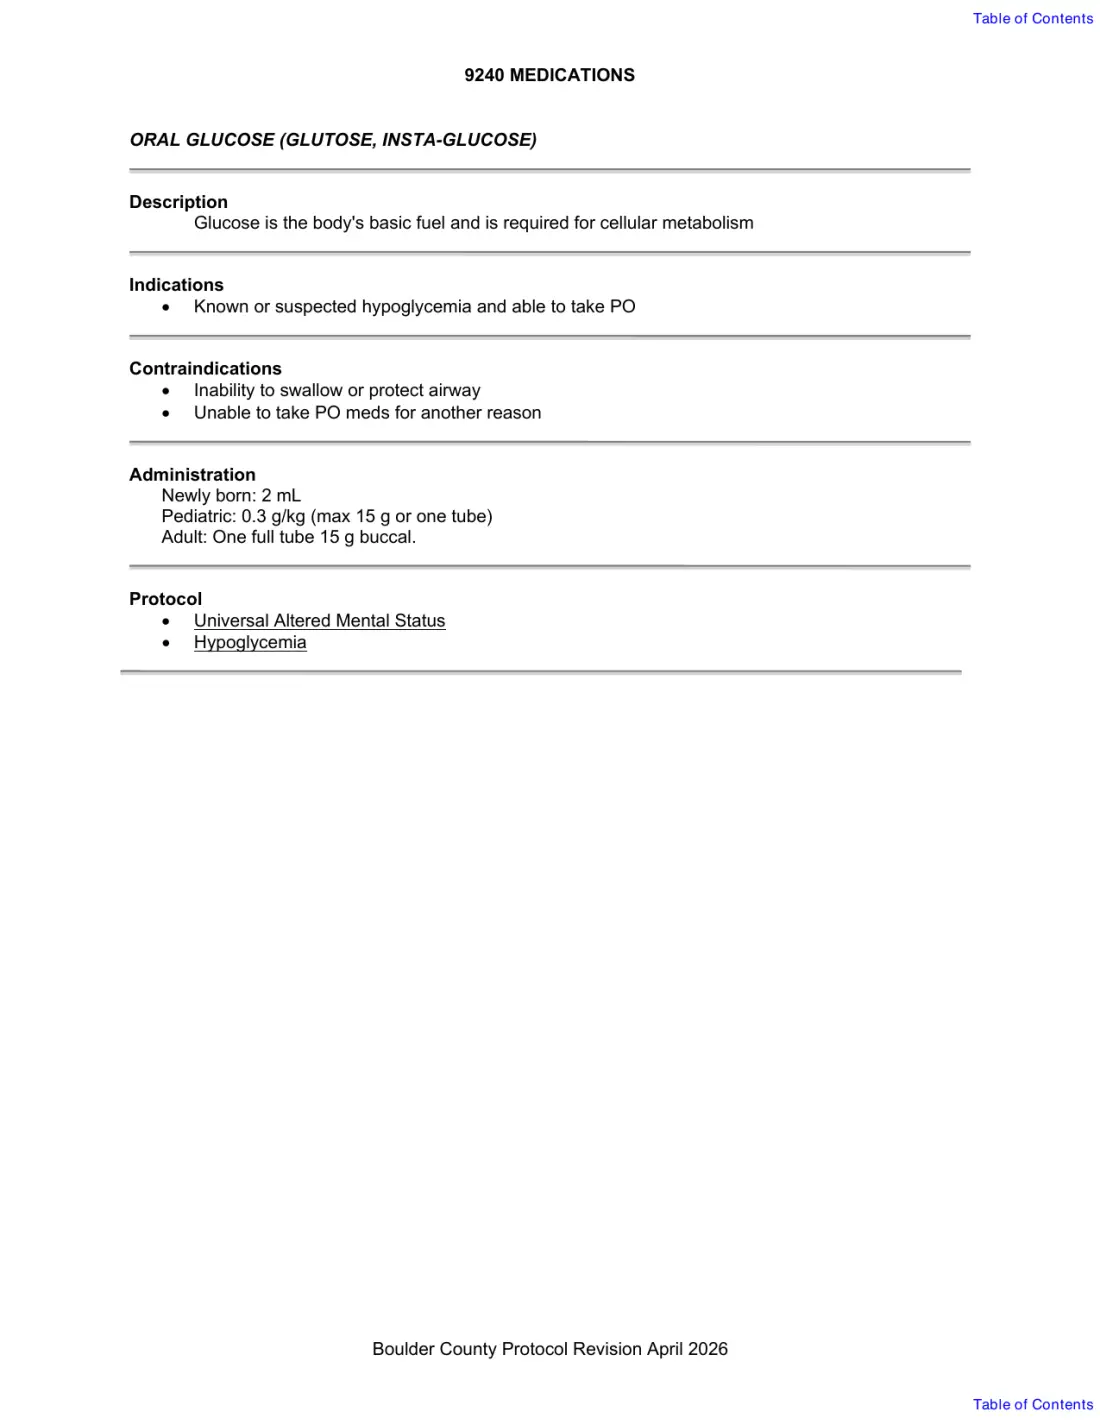 Table of Contents
9240 MEDICATIONS
ORAL GLUCOSE (GLUTOSE, INSTA-GLUCOSE)
Description
Glucose is the body's basic fuel and is required for cellular metabolism
Indications
• Known or suspected hypoglycemia and able to take PO
Contraindications
• Inability to swallow or protect airway
• Unable to take PO meds for another reason
Administration
Newly born: 2 mL
Pediatric: 0.3 g/kg (max 15 g or one tube)
Adult: One full tube 15 g buccal.
Protocol
• Universal Altered Mental Status
• Hypoglycemia
Boulder County Protocol Revision April 2026
Table of Contents